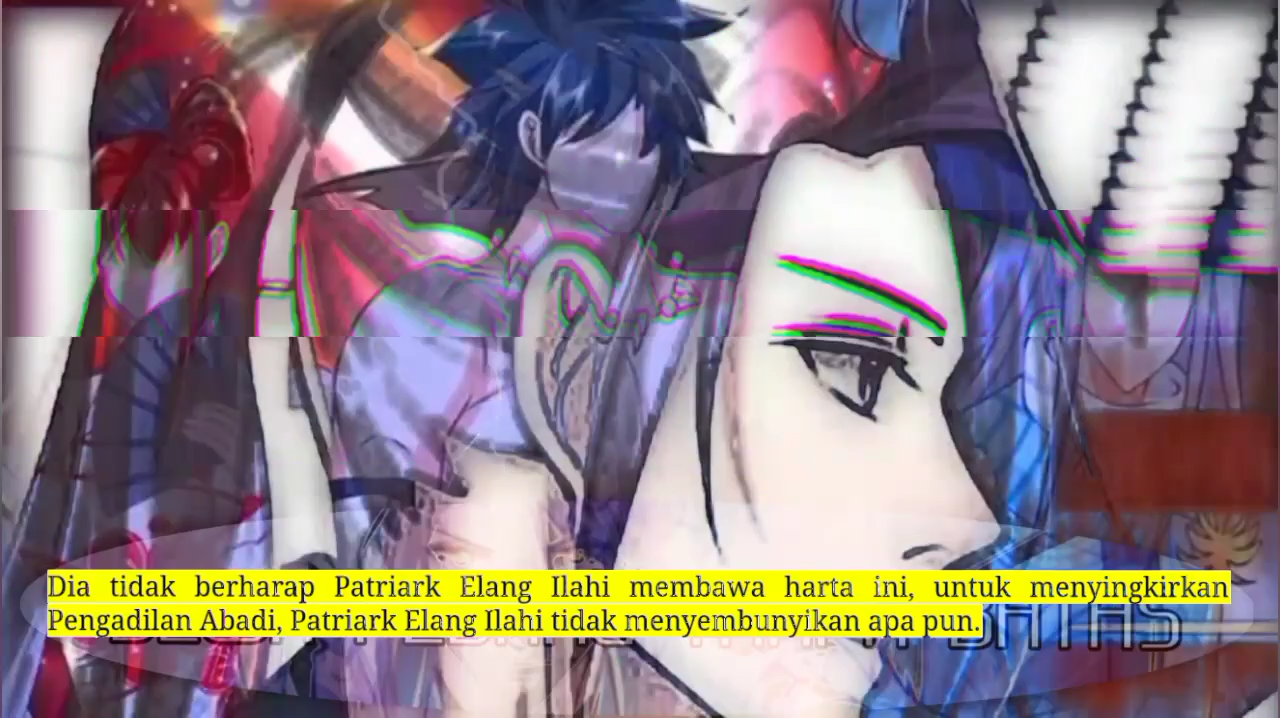 Dia tidak berharap Patriark Elang Ilahi membawa harta ini, untuk menyingkirkan
Pengadilan Abadi, Patriark Elang Ilahi tidak menyembunyikan apa pun.
BATAS